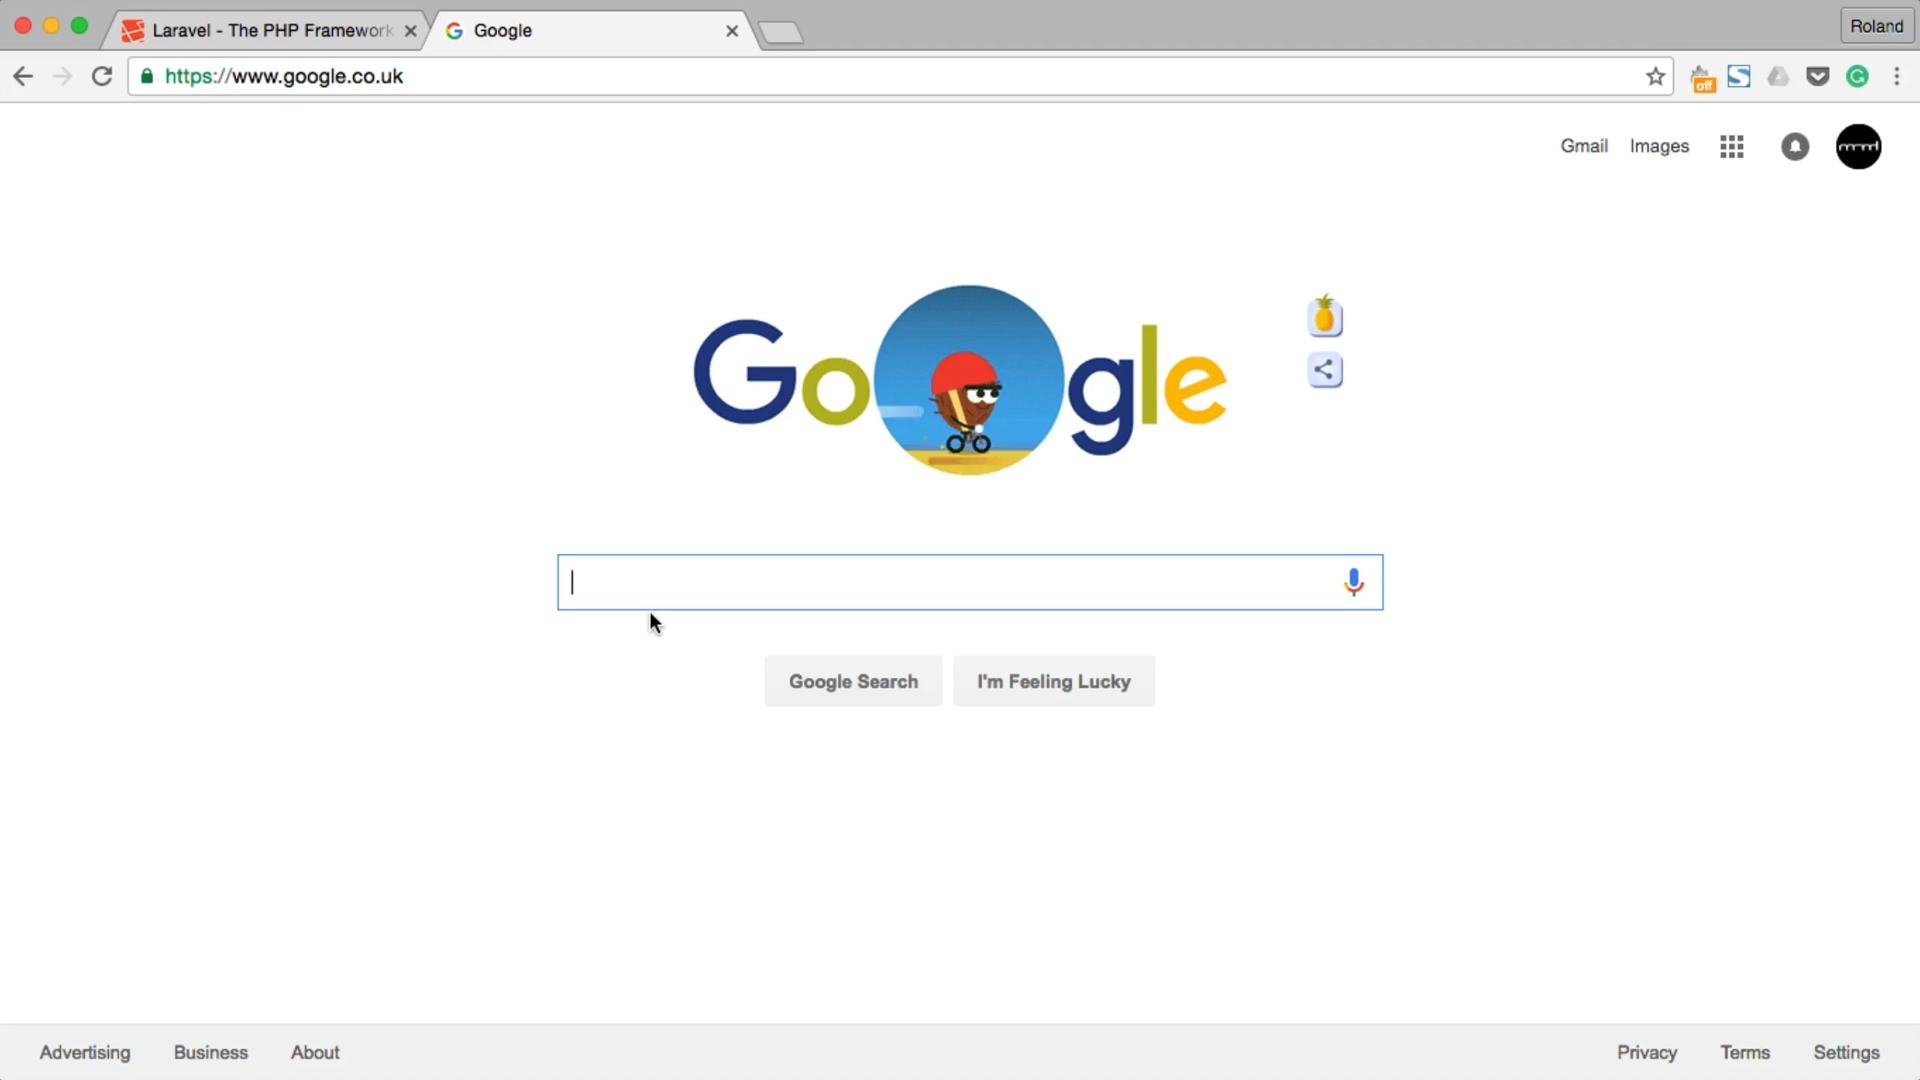 Laravel - The PHP Framework
Google
Roland
https://www.google.co.uk
off
Gmail
Images
Google
Google Search
I'm Feeling Lucky
Advertising
Business
About
Privacy
Terms
Settings